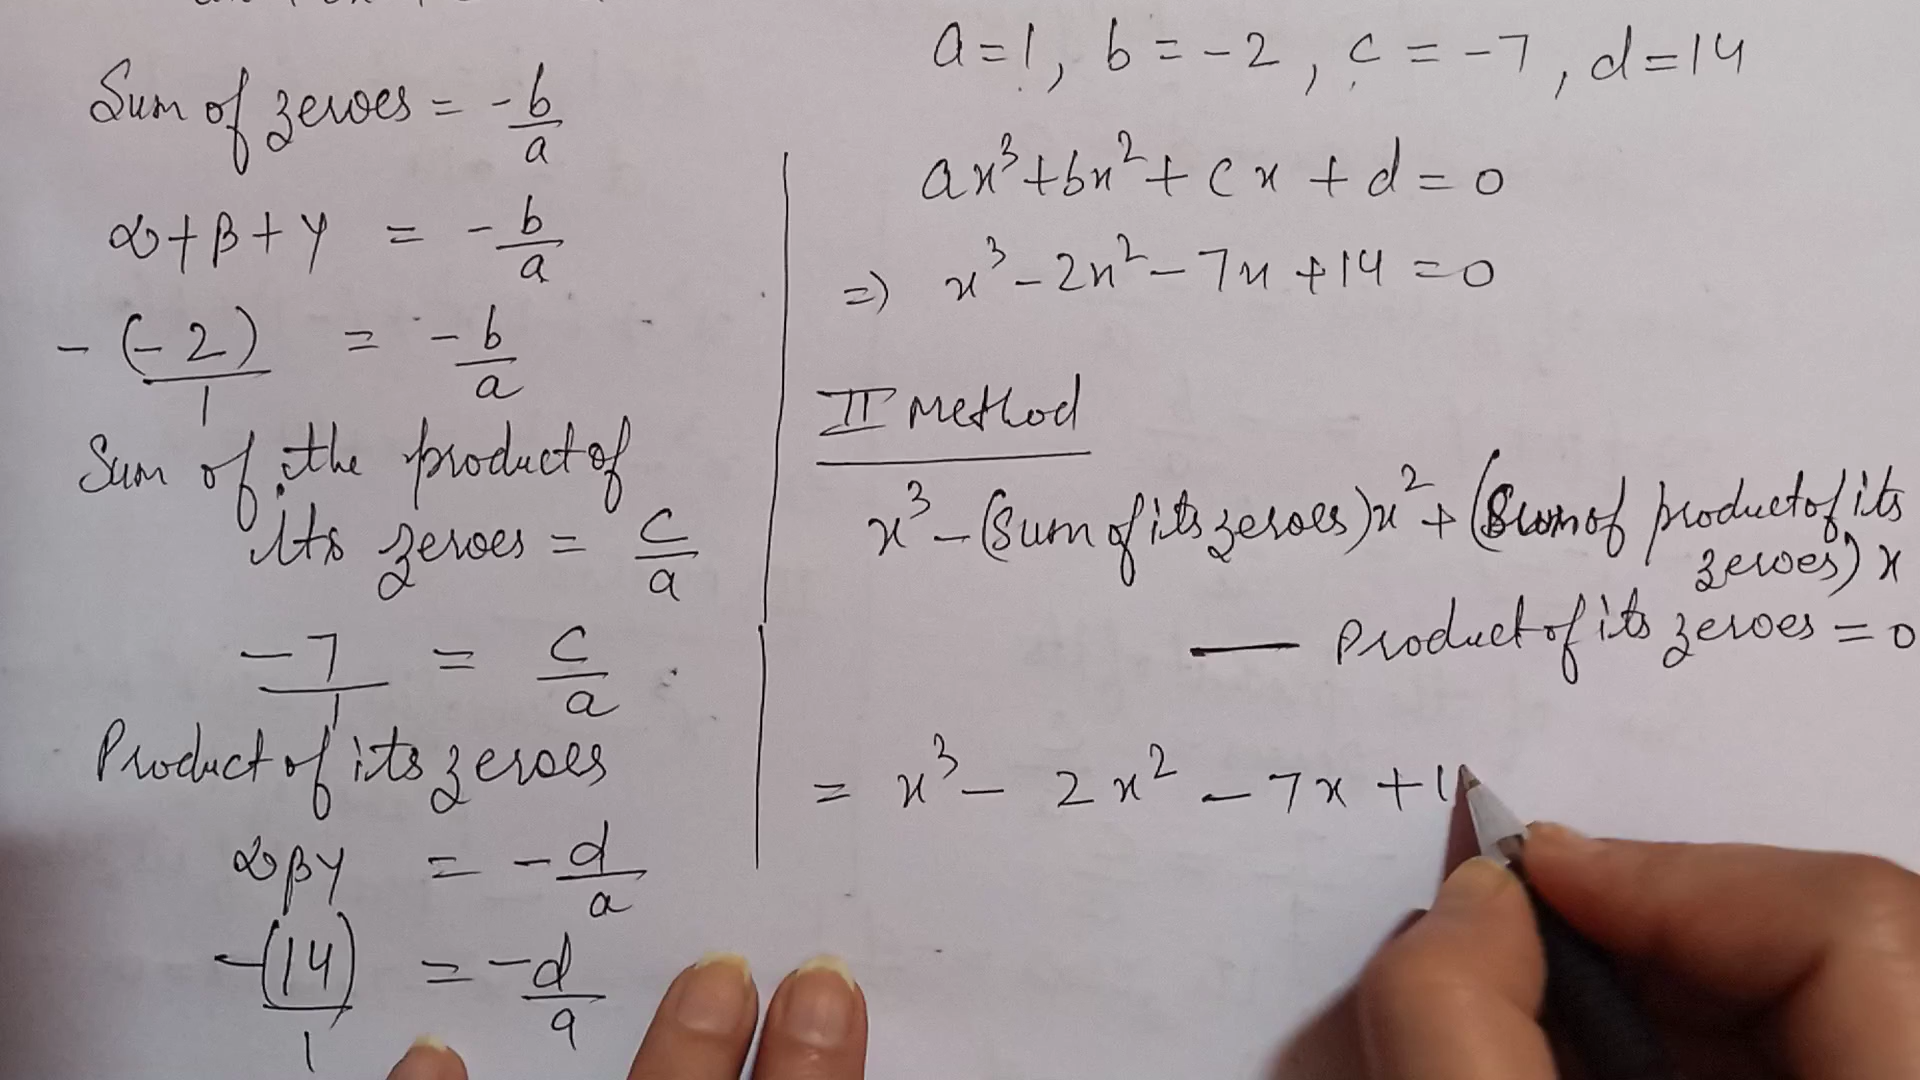 Sum of zeroes = -b/a
α+β+γ = -b/a
-(-2)/1 = -b/a
Sum of the product of
its zeroes = c/a
-7/1 = c/a
Product of its zeroes
αβγ = -d/a
-(14)/1 = -d/a
a=1, b=-2, c=-7, d=14
ax³+bx²+cx+d=0
=) x³-2x²-7x+14=0
II Method
x³-(Sum of its zeroes)x²+(Sum of product of its
zeroes)x
— Product of its zeroes=0
= x³- 2x²-7x+1